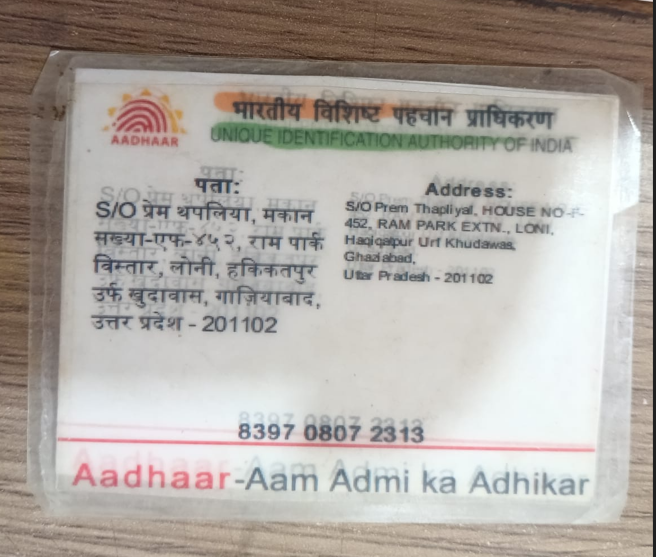 भारतीय विशिष्ट पहचान प्राधिकरण
UNIQUE IDENTIFICATION AUTHORITY OF INDIA
AADHAAR
पता:
S/O प्रेम थपलिया, मकान
सख्या-एफ-४५२, राम पार्क
विस्तार, लोनी, हकिकतपुर
उर्फ खुदावास, गाज़ियाबाद,
उत्तर प्रदेश - 201102
Address:
S/O Prem Thapliyal, HOUSE NO-F-
452, RAM PARK EXTN., LONI,
Haqiqatpur Urf Khudawas,
Ghaziabad,
Uttar Pradesh - 201102
8397 0807 2313
Aadhaar-Aam Admi ka Adhikar